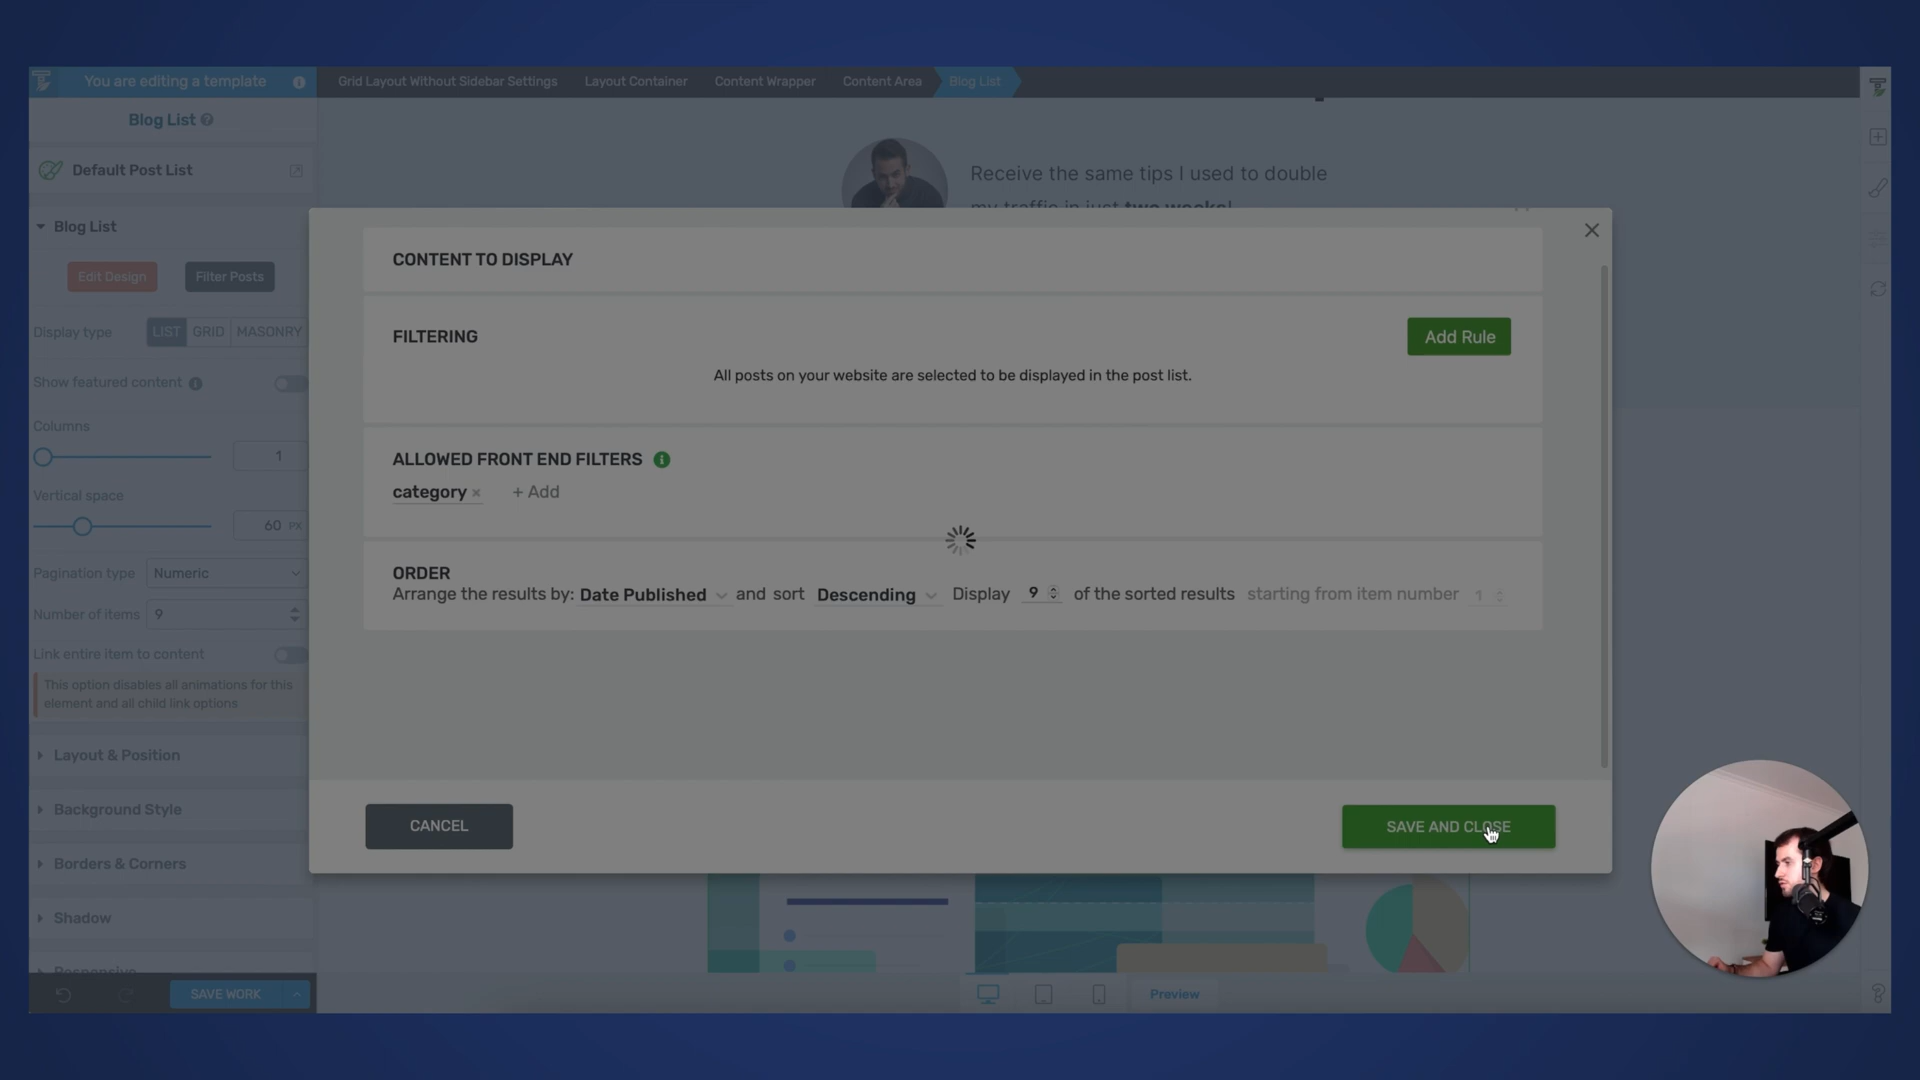 You are editing a template
Grid Layout Without Sidebar Settings
Layout Container
Content Wrapper
Content Area
Blog List
Blog List
Default Post List
Receive the same tips I used to double
my traffic in just two weeks!
Blog List
Edit Design
Filter Posts
Display type
LIST
GRID
MASONRY
Show featured content
Columns
1
Vertical space
60 PX
Pagination type
Numeric
Number of items
9
Link entire item to content
This option disables all animations for this
element and all child link options
Layout & Position
Background Style
Borders & Corners
Shadow
Responsive
SAVE WORK
CONTENT TO DISPLAY
FILTERING
Add Rule
All posts on your website are selected to be displayed in the post list.
ALLOWED FRONT END FILTERS
category ×
+ Add
ORDER
Arrange the results by: Date Published and sort Descending Display 9 of the sorted results starting from item number 1
CANCEL
SAVE AND CLOSE
Preview